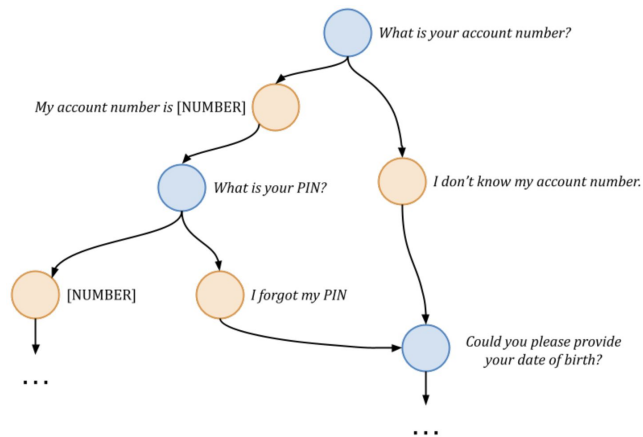 What is your account number?
My account number is [NUMBER]
I don't know my account number.
What is your PIN?
[NUMBER]
I forgot my PIN
Could you please provide
your date of birth?
...
...